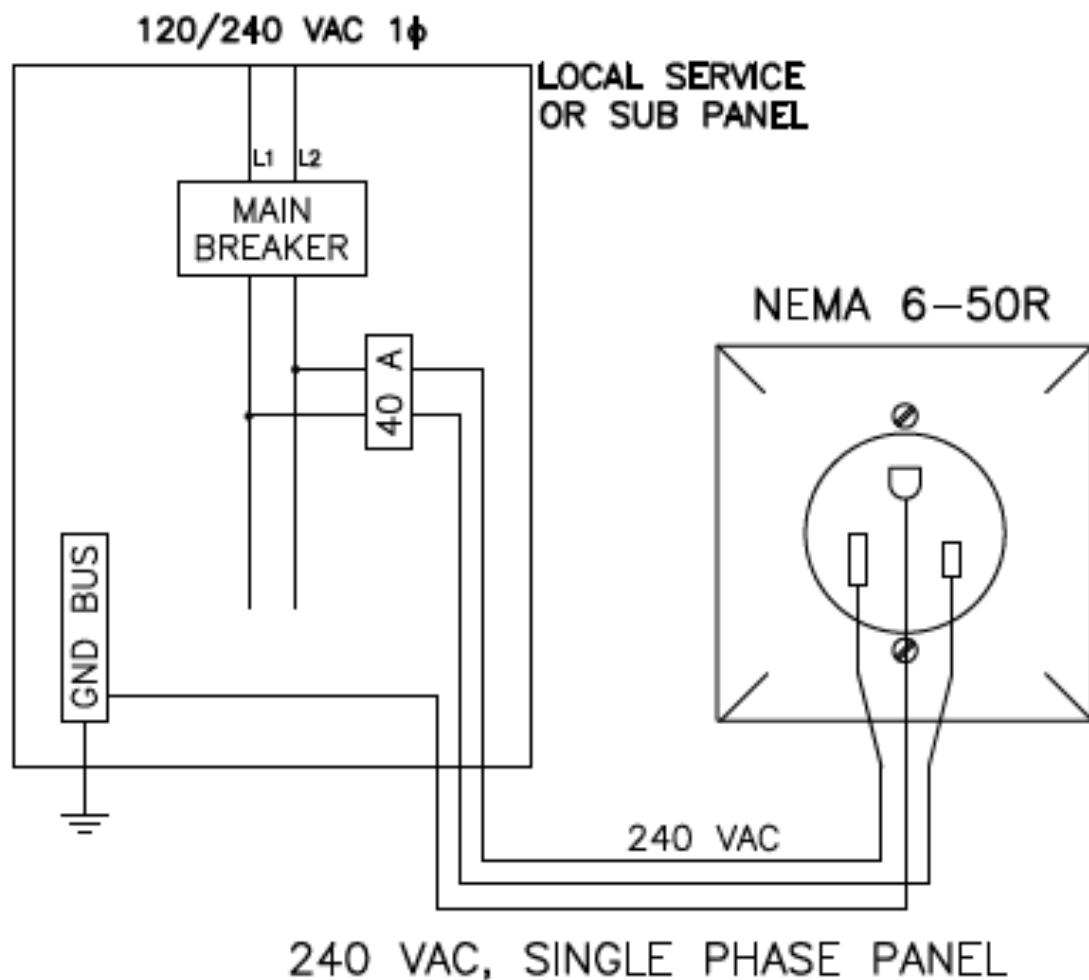 120/240 VAC 1ϕ
LOCAL SERVICE
OR SUB PANEL
L1 L2
MAIN
BREAKER
NEMA 6-50R
40 A
GND BUS
240 VAC
240 VAC, SINGLE PHASE PANEL